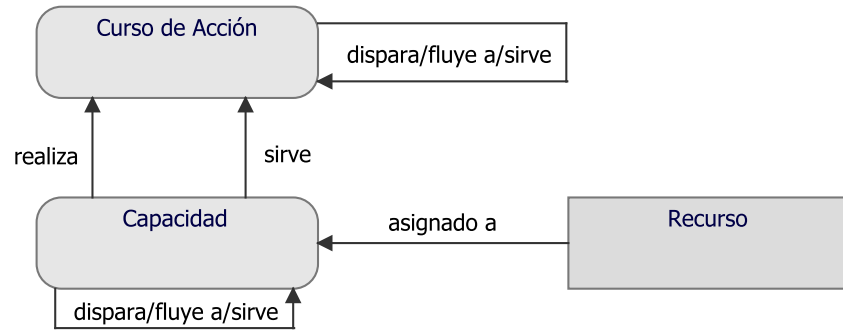 Curso de Acción
dispara/fluye a/sirve
realiza
sirve
Capacidad
asignado a
Recurso
dispara/fluye a/sirve